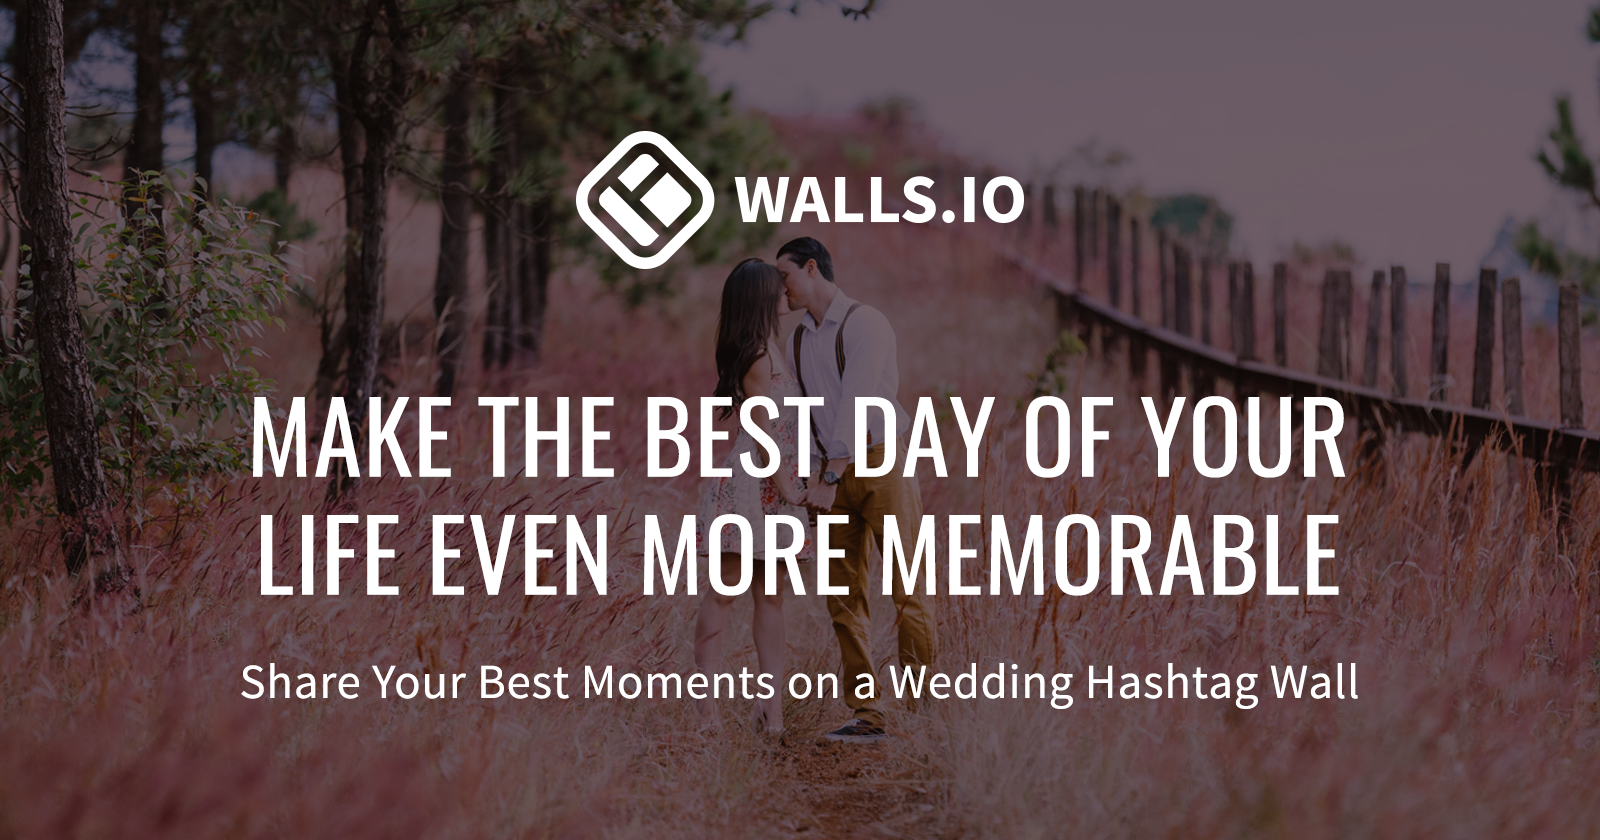 WALLS.IO
MAKE THE BEST DAY OF YOUR
LIFE EVEN MORE MEMORABLE
Share Your Best Moments on a Wedding Hashtag Wall